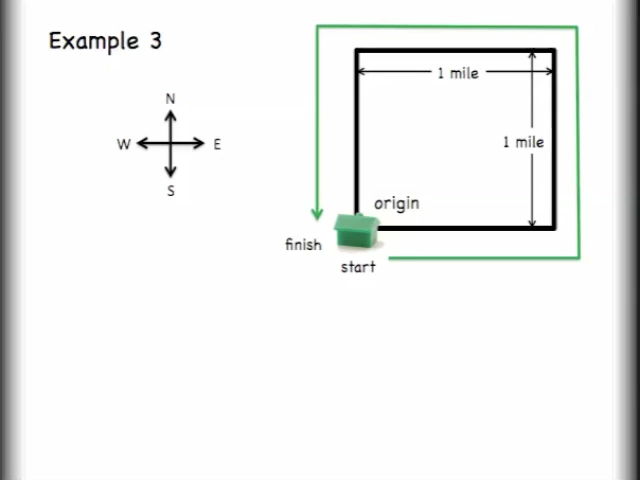 Example 3
N
W
E
S
1 mile
1 mile
origin
finish
start